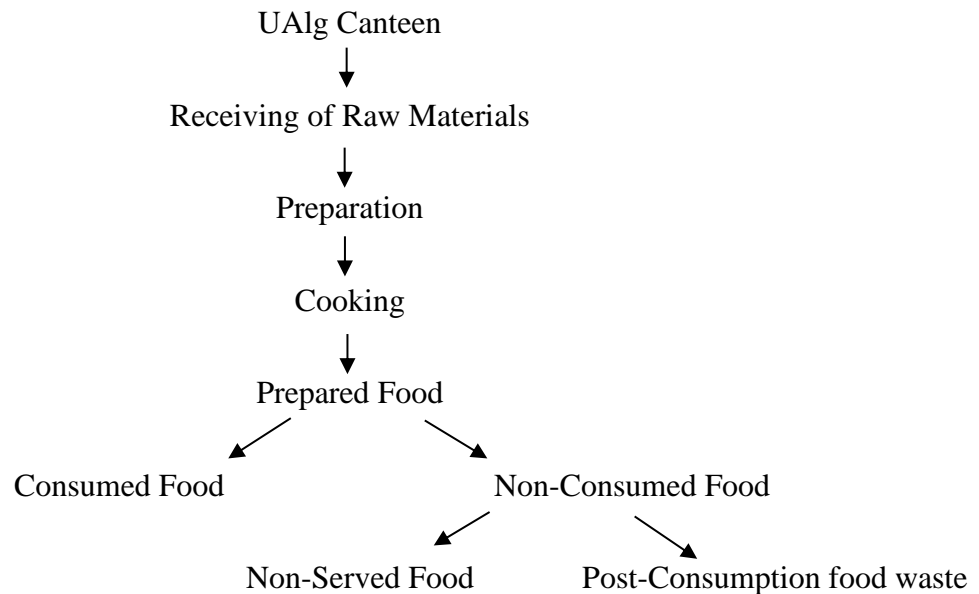 UAlg Canteen
Receiving of Raw Materials
Preparation
Cooking
Prepared Food
Consumed Food
Non-Consumed Food
Non-Served Food
Post-Consumption food waste